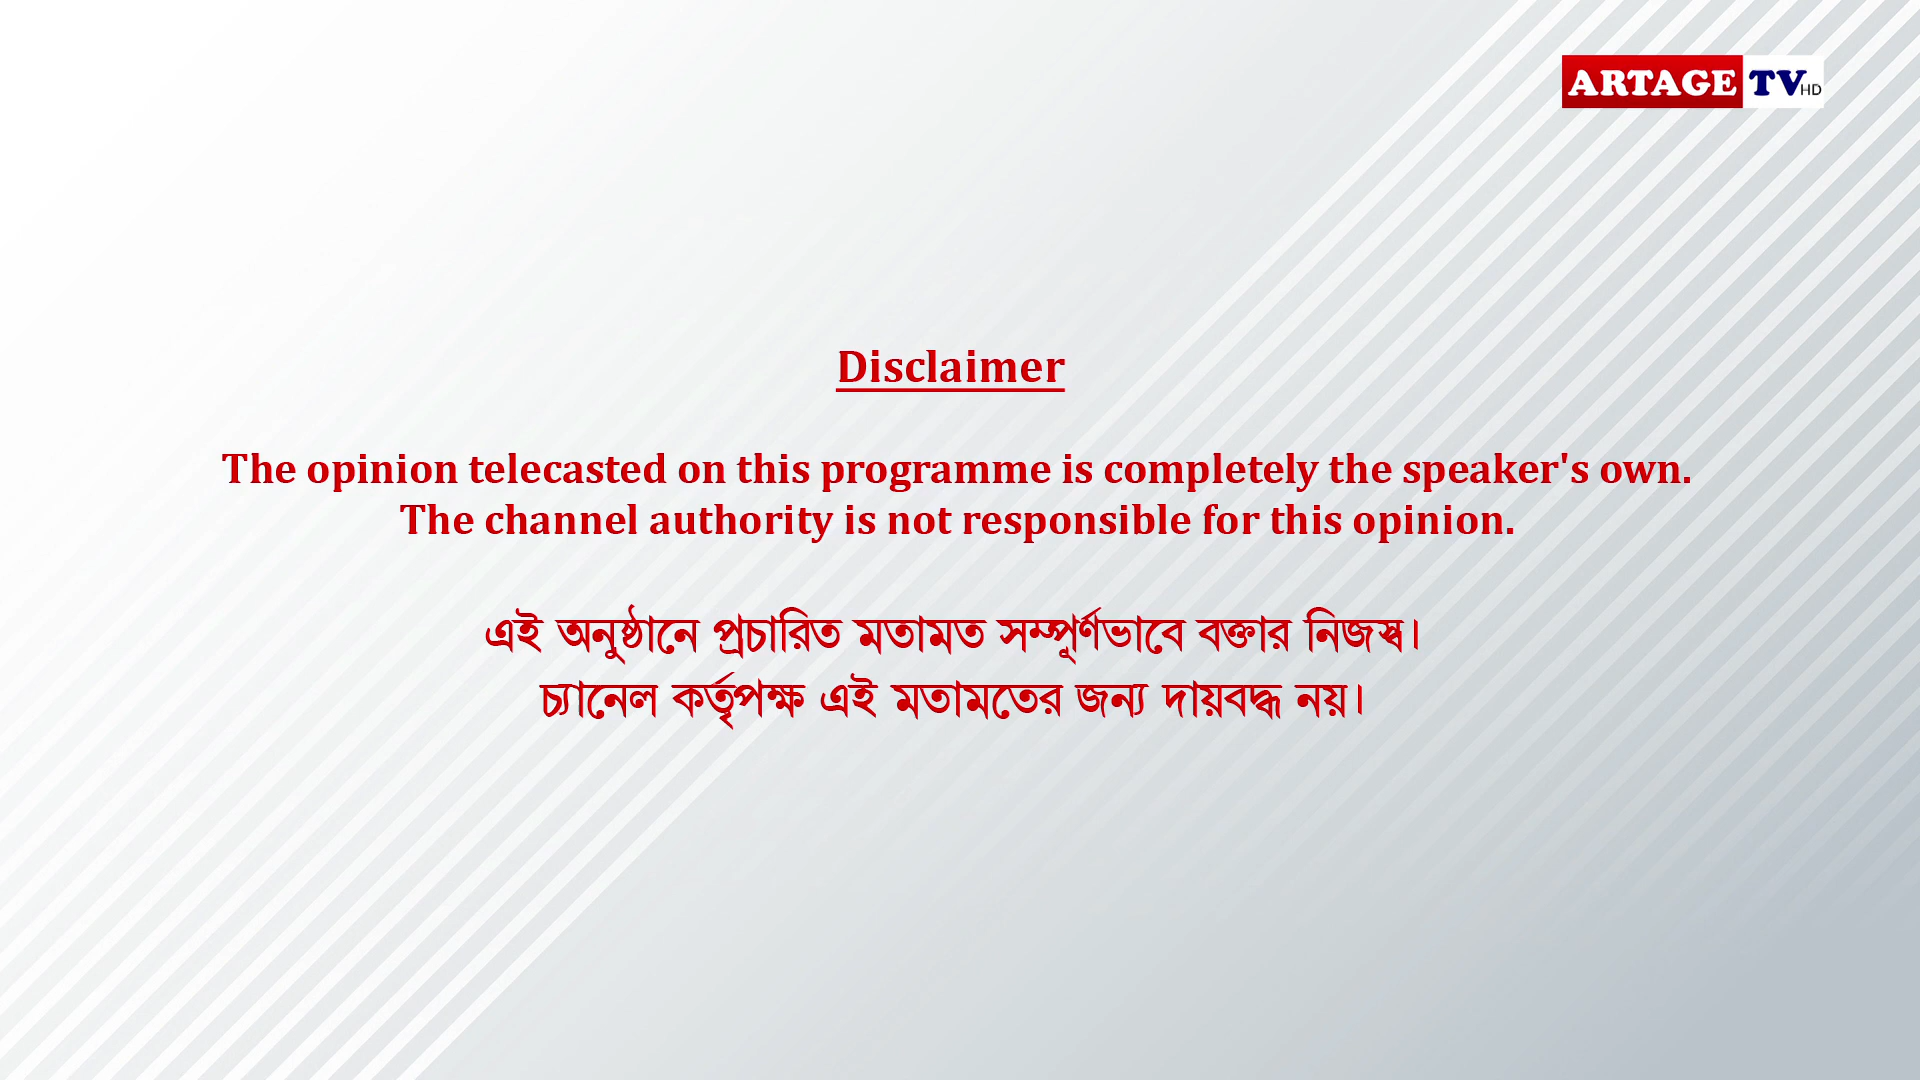 ARTAGE TV HD
Disclaimer
The opinion telecasted on this programme is completely the speaker's own.
The channel authority is not responsible for this opinion.
এই অনুষ্ঠানে প্রচারিত মতামত সম্পূর্ণভাবে বক্তার নিজস্ব।
চ্যানেল কর্তৃপক্ষ এই মতামতের জন্য দায়বদ্ধ নয়।